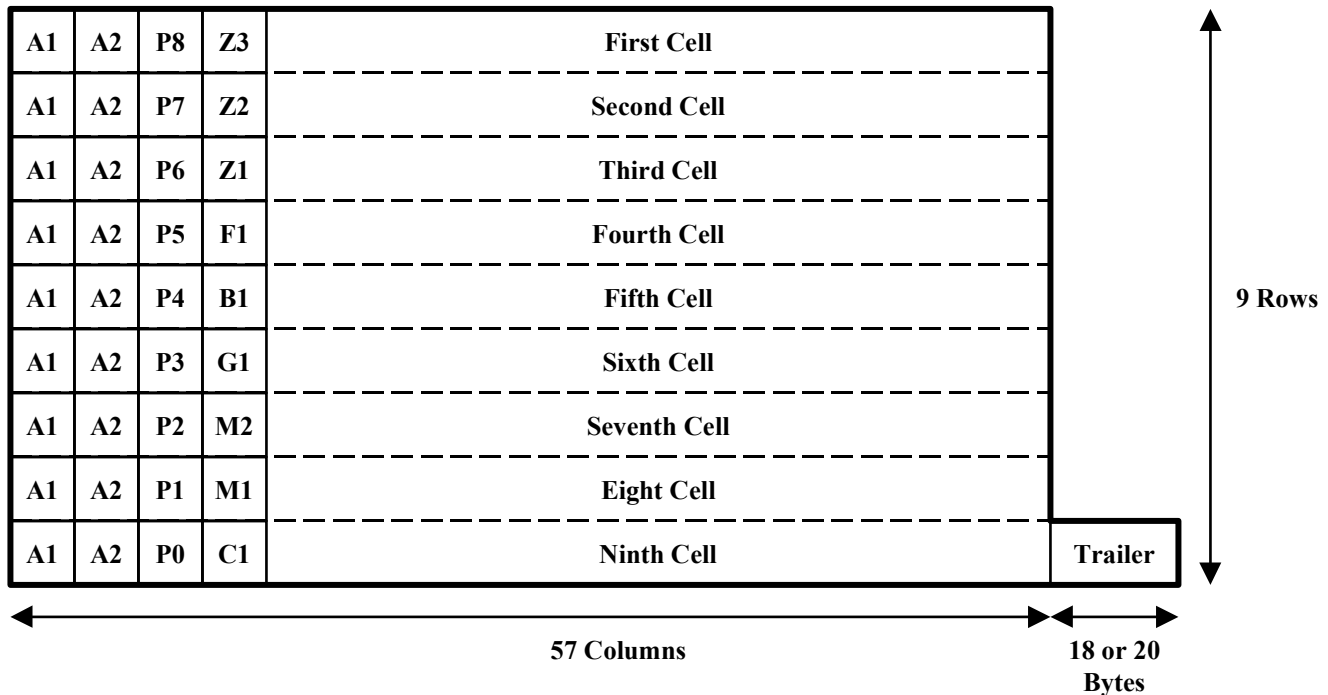 A1 A2 P8 Z3 First Cell
A1 A2 P7 Z2 Second Cell
A1 A2 P6 Z1 Third Cell
A1 A2 P5 F1 Fourth Cell
A1 A2 P4 B1 Fifth Cell
9 Rows
A1 A2 P3 G1 Sixth Cell
A1 A2 P2 M2 Seventh Cell
A1 A2 P1 M1 Eight Cell
A1 A2 P0 C1 Ninth Cell Trailer
57 Columns
18 or 20
Bytes